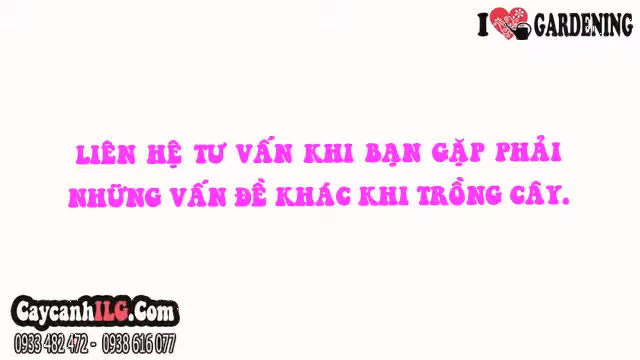 I GARDENING
LIÊN HỆ TƯ VẤN KHI BẠN GẶP PHẢI
NHỮNG VẤN ĐỀ KHÁC KHI TRỒNG CÂY.
CaycanhILG.Com
0933 482 472 - 0938 616 077